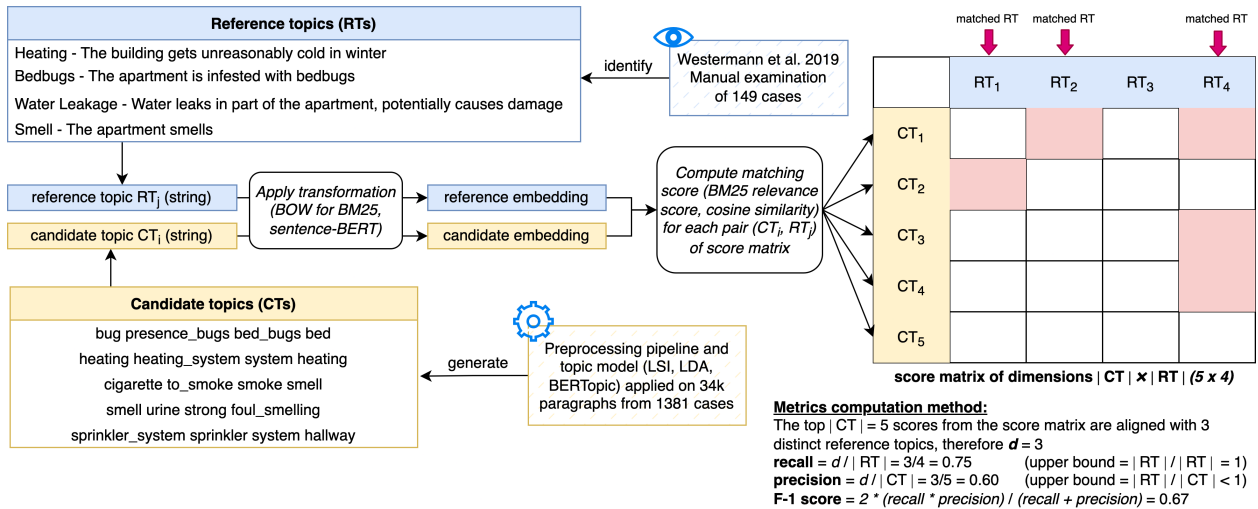 Reference topics (RTs)
Heating - The building gets unreasonably cold in winter
Bedbugs - The apartment is infested with bedbugs
Water Leakage - Water leaks in part of the apartment, potentially causes damage
Smell - The apartment smells
identify
Westermann et al. 2019
Manual examination
of 149 cases
reference topic RTj (string)
candidate topic CTi (string)
Apply transformation
(BOW for BM25,
sentence-BERT)
reference embedding
candidate embedding
Compute matching
score (BM25 relevance
score, cosine similarity)
for each pair (CTi, RTj)
of score matrix
Candidate topics (CTs)
bug presence_bugs bed_bugs bed
heating heating_system system heating
cigarette to_smoke smoke smell
smell urine strong foul_smelling
sprinkler_system sprinkler system hallway
generate
Preprocessing pipeline and
topic model (LSI, LDA,
BERTopic) applied on 34k
paragraphs from 1381 cases
matched RT matched RT matched RT
RT1 RT2 RT3 RT4
CT1
CT2
CT3
CT4
CT5
score matrix of dimensions | CT | × | RT | (5 x 4)
Metrics computation method:
The top | CT | = 5 scores from the score matrix are aligned with 3
distinct reference topics, therefore d = 3
recall = d / | RT | = 3/4 = 0.75 (upper bound = | RT | / | RT | = 1)
precision = d / | CT | = 3/5 = 0.60 (upper bound = | RT | / | CT | < 1)
F-1 score = 2 * (recall * precision) / (recall + precision) = 0.67